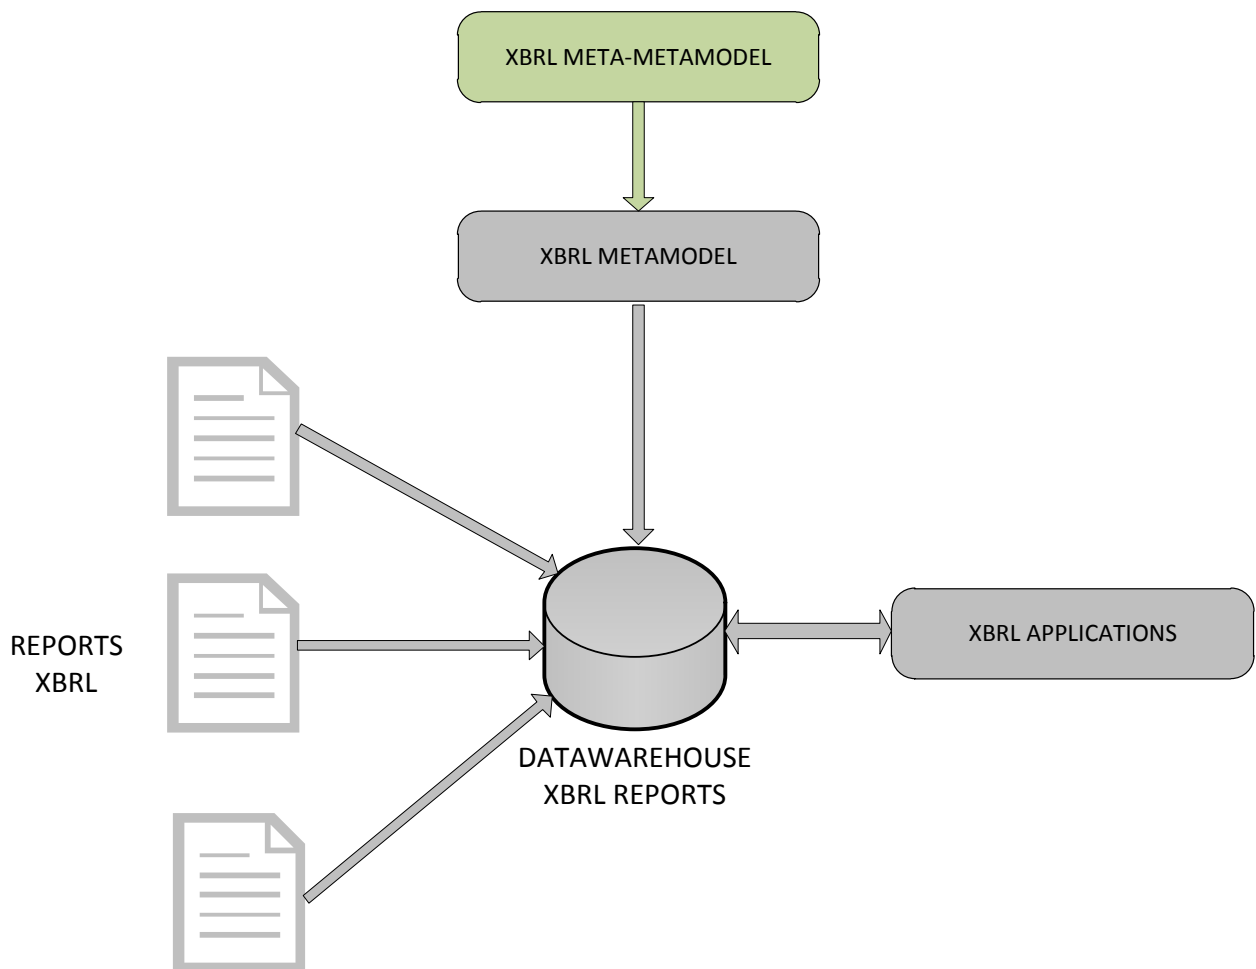 XBRL META-METAMODEL
XBRL METAMODEL
REPORTS
XBRL
XBRL APPLICATIONS
DATAWAREHOUSE
XBRL REPORTS